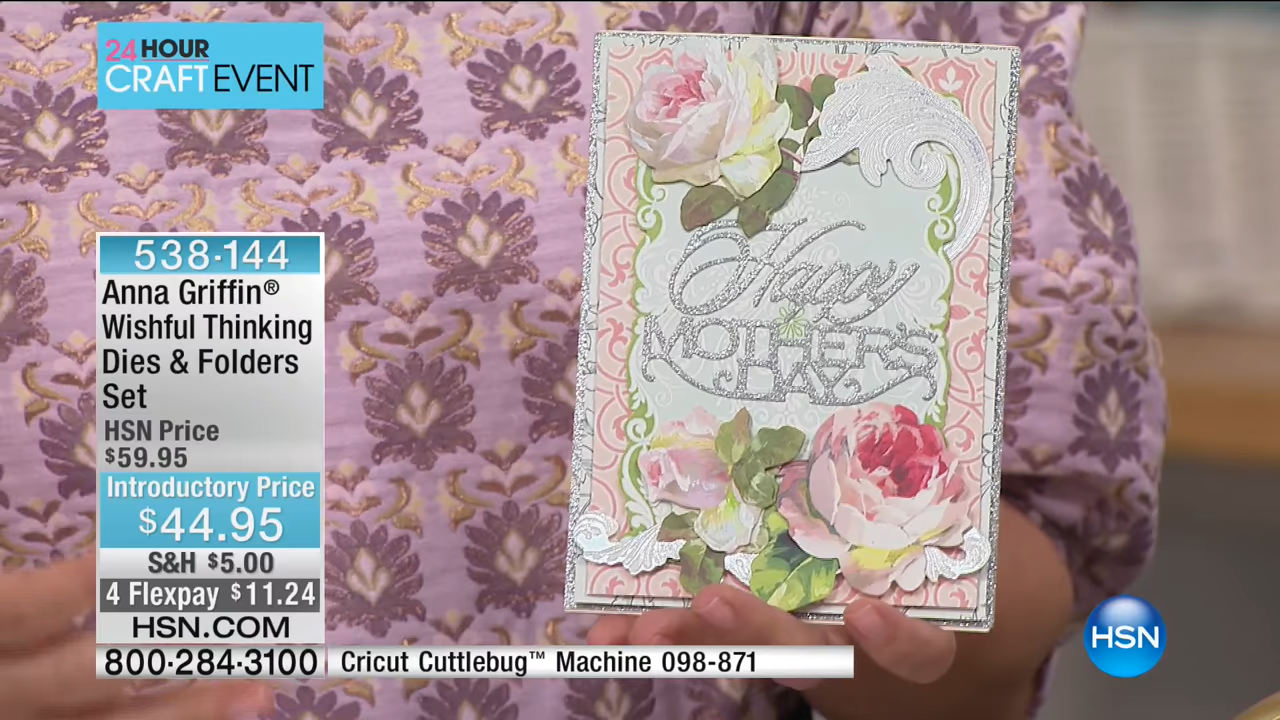 24 HOUR
CRAFT EVENT
538·144
Anna Griffin®
Wishful Thinking
Dies & Folders
Set
HSN Price
$59.95
Introductory Price
$44.95
S&H $5.00
4 Flexpay $11.24
HSN.COM
800·284·3100
Cricut Cuttlebug™ Machine 098-871
Happy
MOTHER'S
DAY
HSN